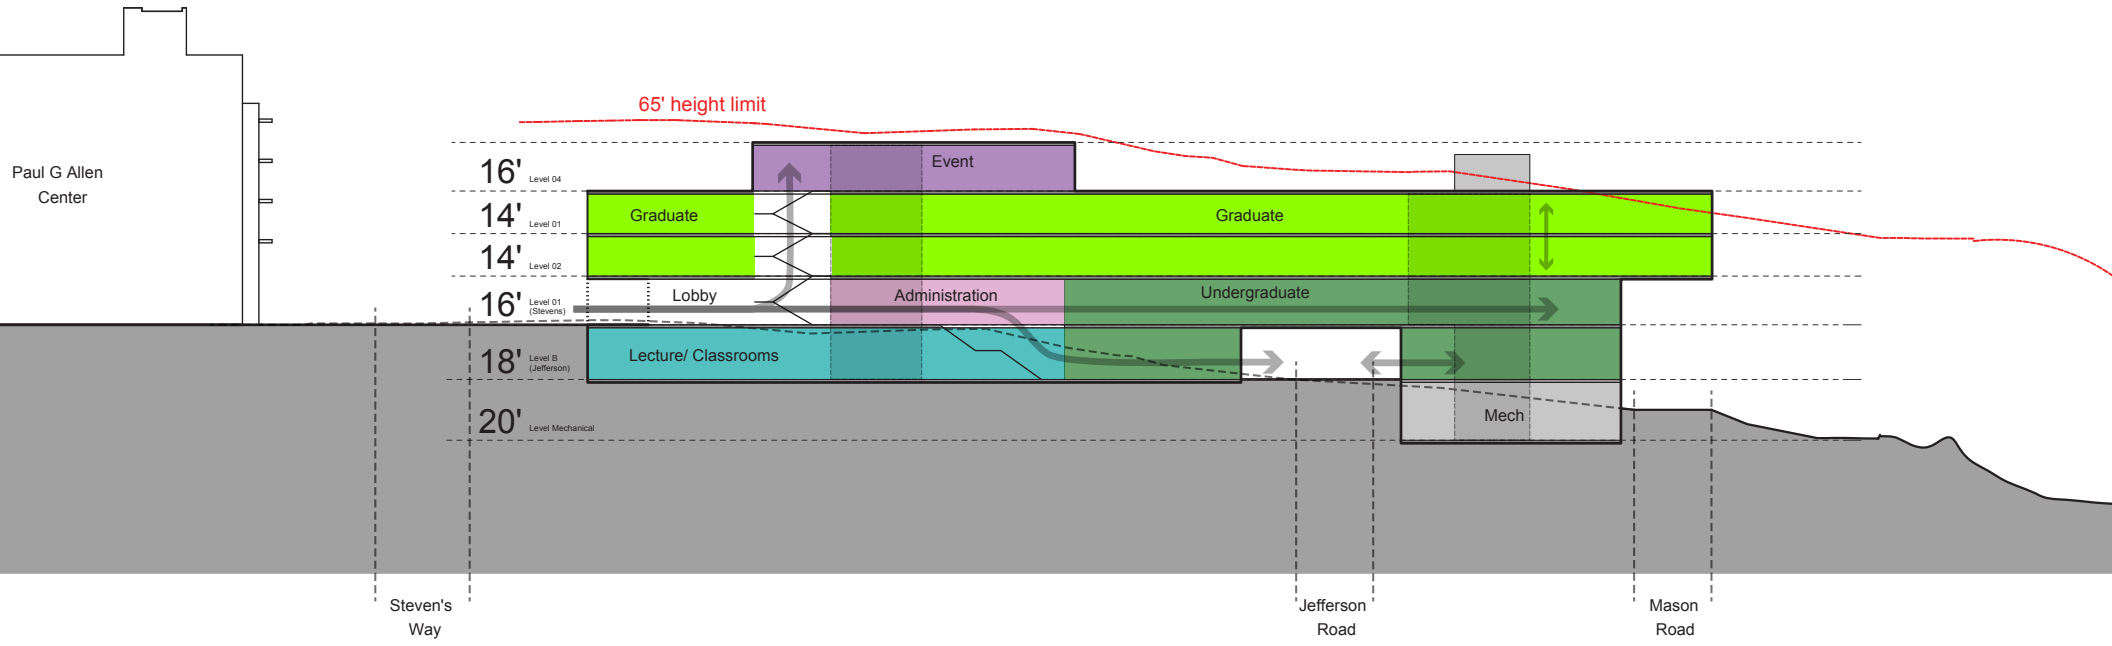 65' height limit
Paul G Allen
Center
16' Level 04
Event
14' Level 01
Graduate
Graduate
14' Level 02
16' Level 01
(Stevens)
Lobby
Administration
Undergraduate
18' Level B
(Jefferson)
Lecture/ Classrooms
20' Level Mechanical
Mech
Steven's
Way
Jefferson
Road
Mason
Road